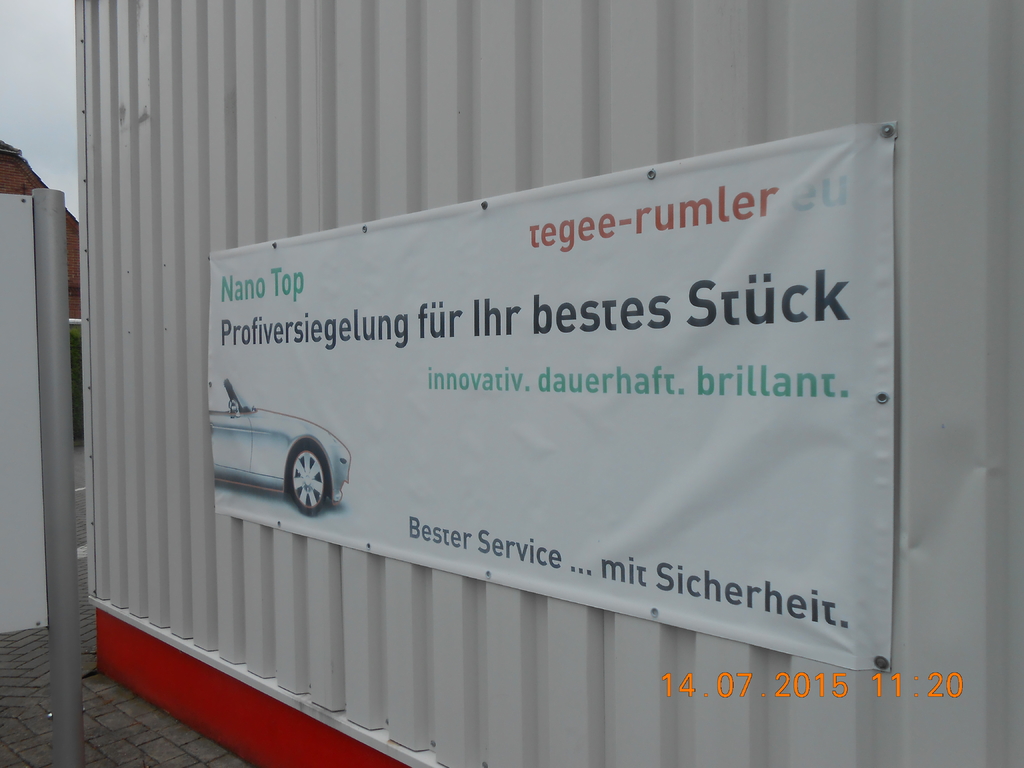 tegee-rumler eu
Nano Top
Profiversiegelung für Ihr bestes Stück
innovativ. dauerhaft. brillant.
Bester Service ... mit Sicherheit.
14.07.2015 11:20